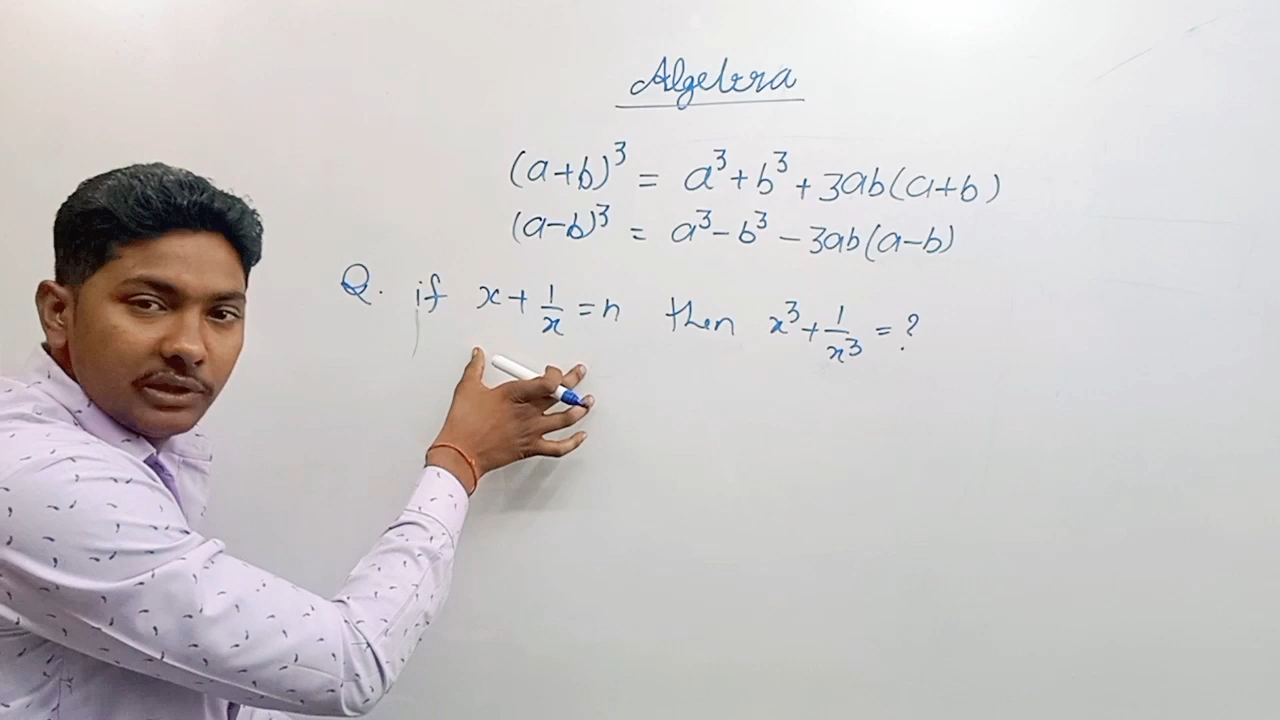 Algebra
(a+b)³ = a³+b³+3ab(a+b)
(a-b)³ = a³-b³-3ab(a-b)
Q. if x+1/x=n then x³+1/x³=?